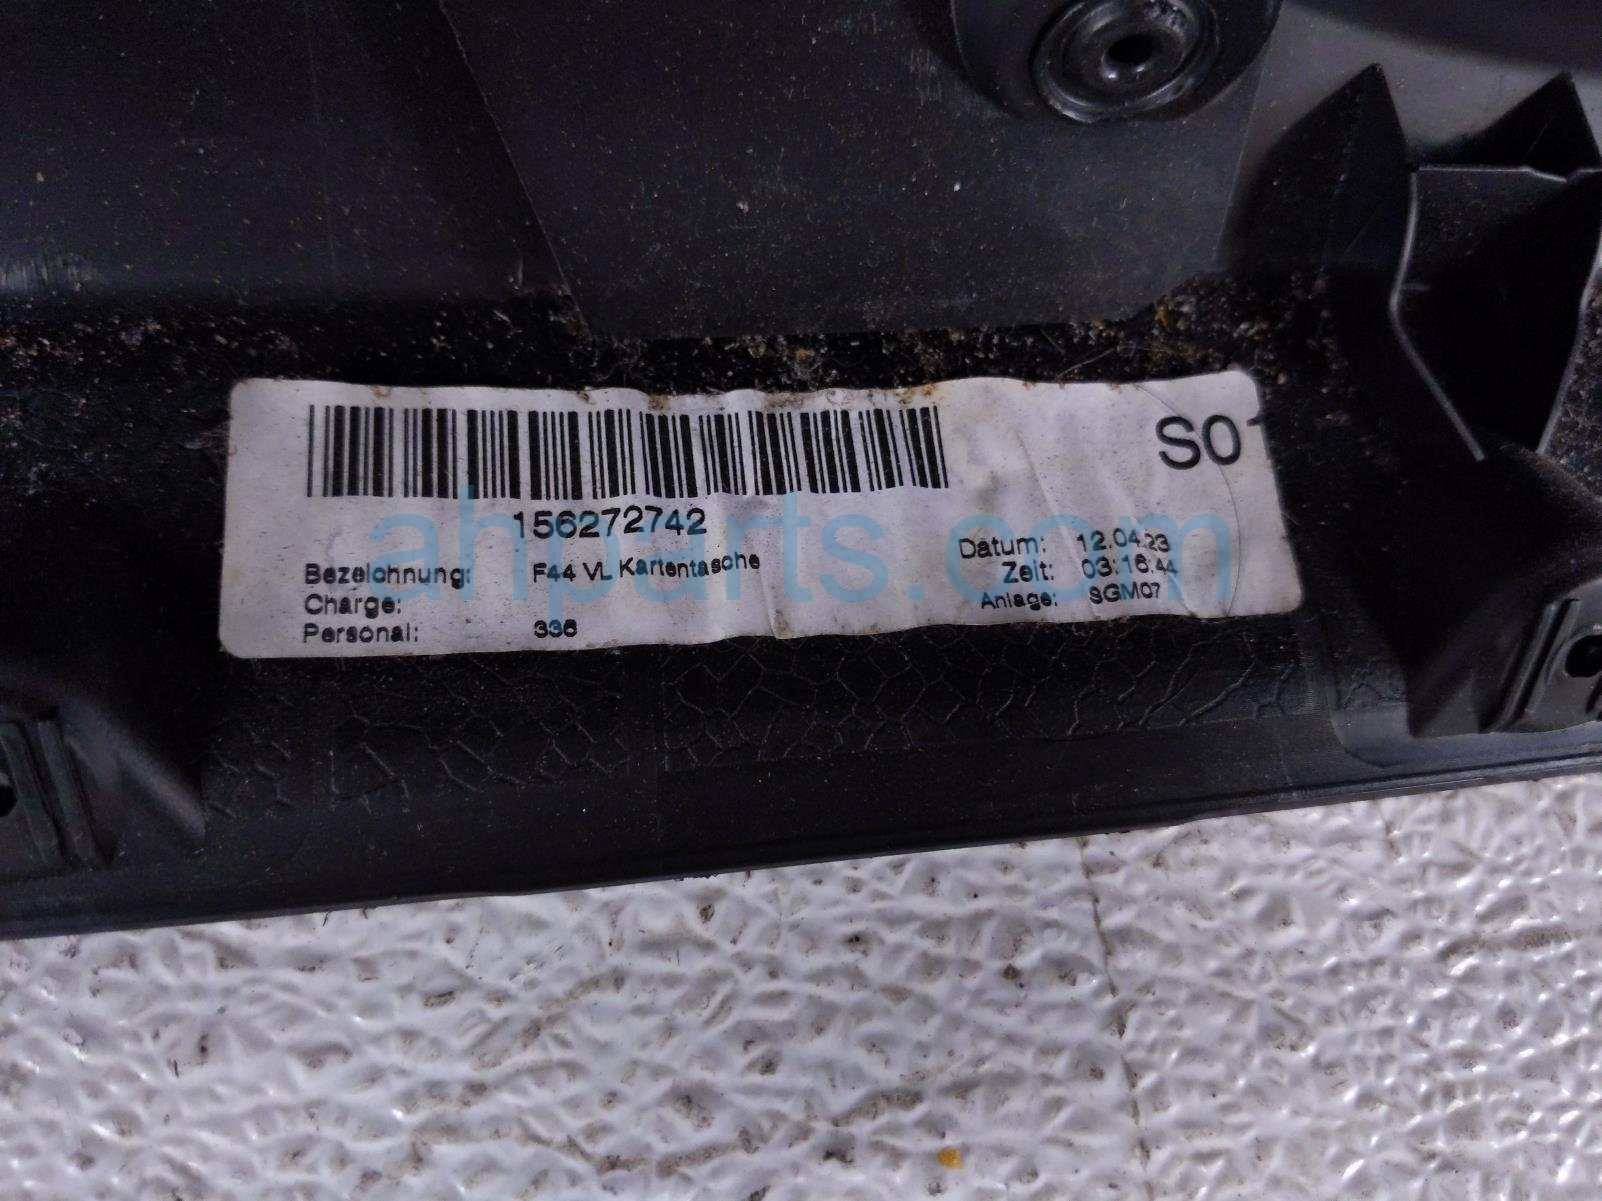 S01
156272742
Bezeichnung: F44 VL Kartentasche
Charge:
Personal: 336
Datum: 12.04.23
Zeit: 03:16:44
Anlage: SGM07
ahparts.com